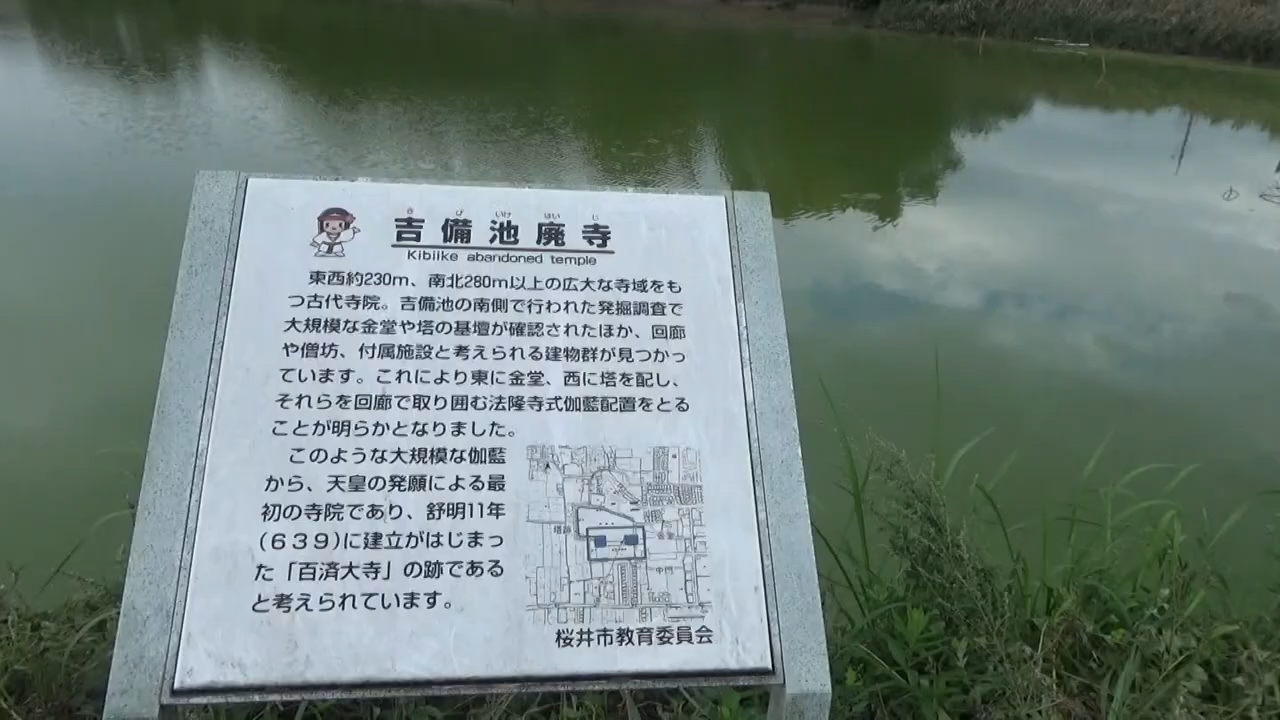 き び いけ はい じ
吉備池廃寺
Kibiike abandoned temple
東西約230m、南北280m以上の広大な寺域をも
つ古代寺院。吉備池の南側で行われた発掘調査で
大規模な金堂や塔の基壇が確認されたほか、回廊
や僧坊、付属施設と考えられる建物群が見つかっ
ています。これにより東に金堂、西に塔を配し、
それらを回廊で取り囲む法隆寺式伽藍配置をとる
ことが明らかとなりました。
このような大規模な伽藍
から、天皇の発願による最
初の寺院であり、舒明11年
(639)に建立がはじまっ
た「百済大寺」の跡である
と考えられています。
塔跡
中門
桜井市教育委員会